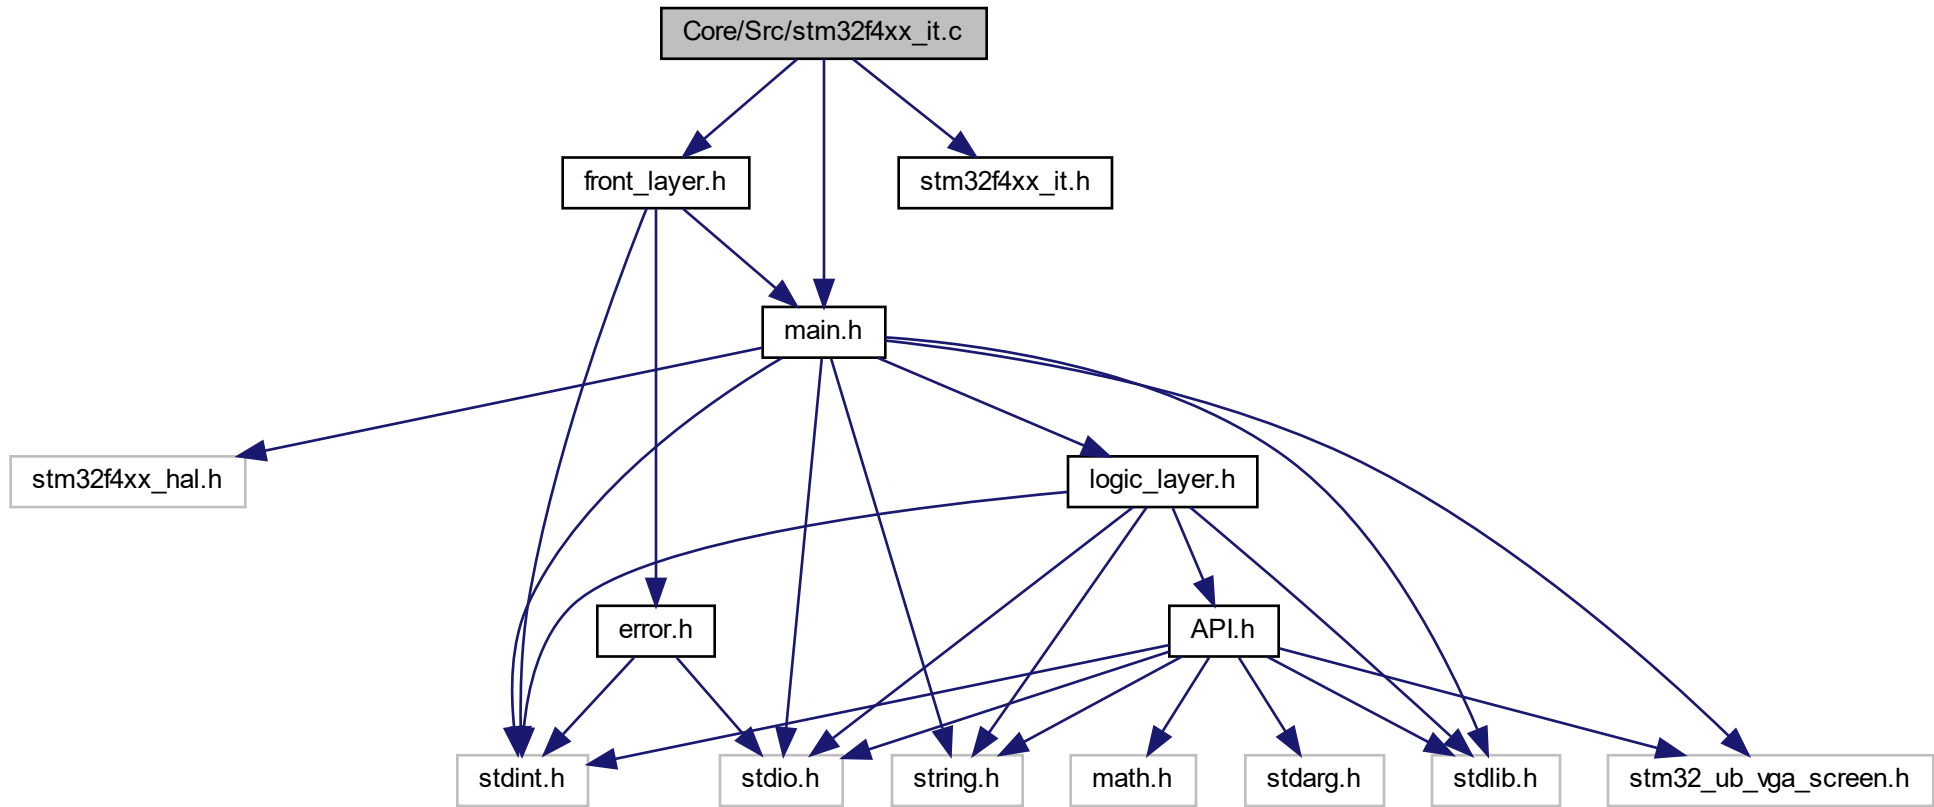 Core/Src/stm32f4xx_it.c
front_layer.h
stm32f4xx_it.h
main.h
stm32f4xx_hal.h
logic_layer.h
error.h
API.h
stdint.h
stdio.h
string.h
math.h
stdarg.h
stdlib.h
stm32_ub_vga_screen.h